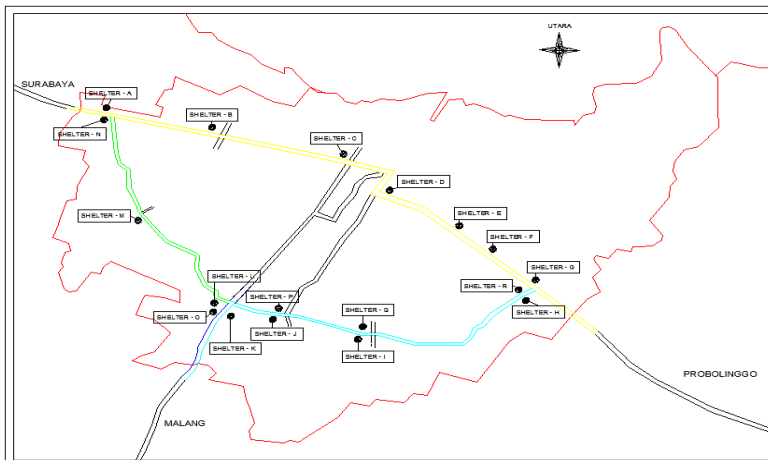 UTARA
SURABAYA
SHELTER - A
SHELTER - B
SHELTER - N
SHELTER - C
SHELTER - D
SHELTER - E
SHELTER - M
SHELTER - F
SHELTER - G
SHELTER - L
SHELTER - R
SHELTER - P
SHELTER - Q
SHELTER - O
SHELTER - H
SHELTER - J
SHELTER - K
SHELTER - I
PROBOLINGGO
MALANG